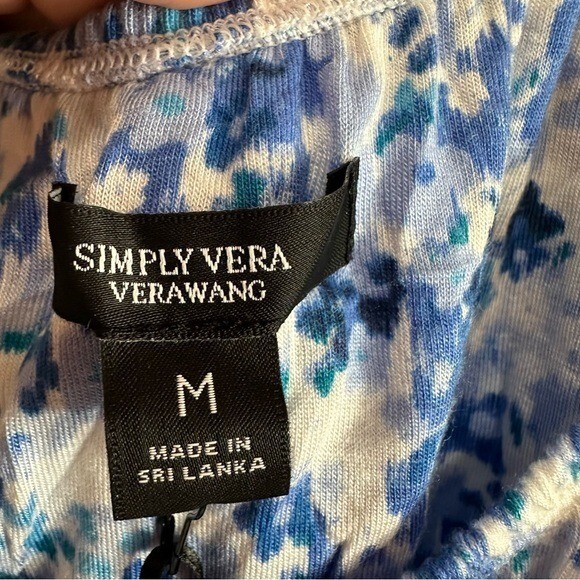 SIMPLY VERA
VERAWANG
M
MADE IN
SRI LANKA